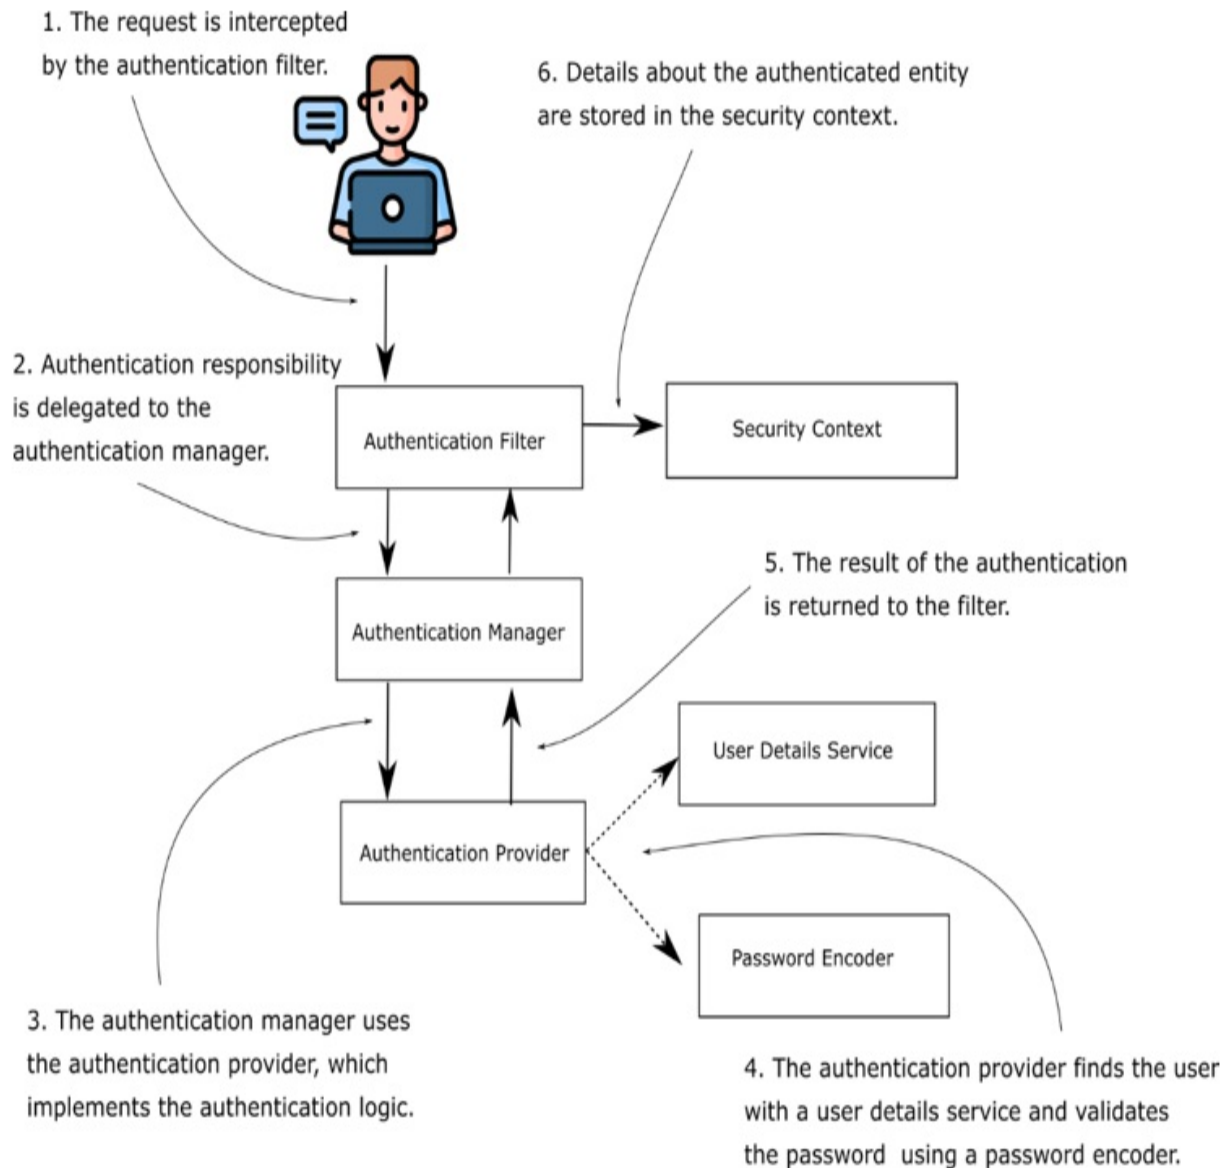 1. The request is intercepted
by the authentication filter.
6. Details about the authenticated entity
are stored in the security context.
2. Authentication responsibility
is delegated to the
authentication manager.
Authentication Filter
Security Context
5. The result of the authentication
is returned to the filter.
Authentication Manager
User Details Service
Authentication Provider
Password Encoder
3. The authentication manager uses
the authentication provider, which
implements the authentication logic.
4. The authentication provider finds the user
with a user details service and validates
the password using a password encoder.